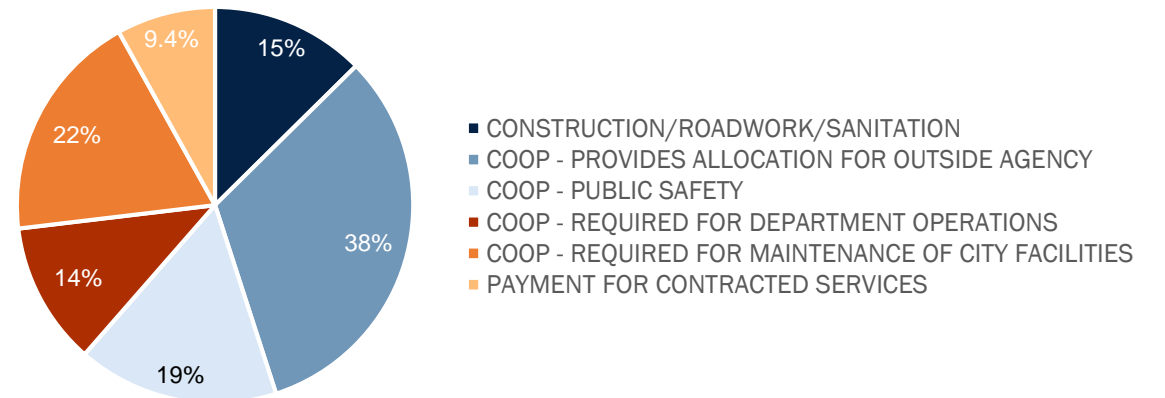 9.4%
15%
22%
38%
14%
19%
CONSTRUCTION/ROADWORK/SANITATION
COOP - PROVIDES ALLOCATION FOR OUTSIDE AGENCY
COOP - PUBLIC SAFETY
COOP - REQUIRED FOR DEPARTMENT OPERATIONS
COOP - REQUIRED FOR MAINTENANCE OF CITY FACILITIES
PAYMENT FOR CONTRACTED SERVICES